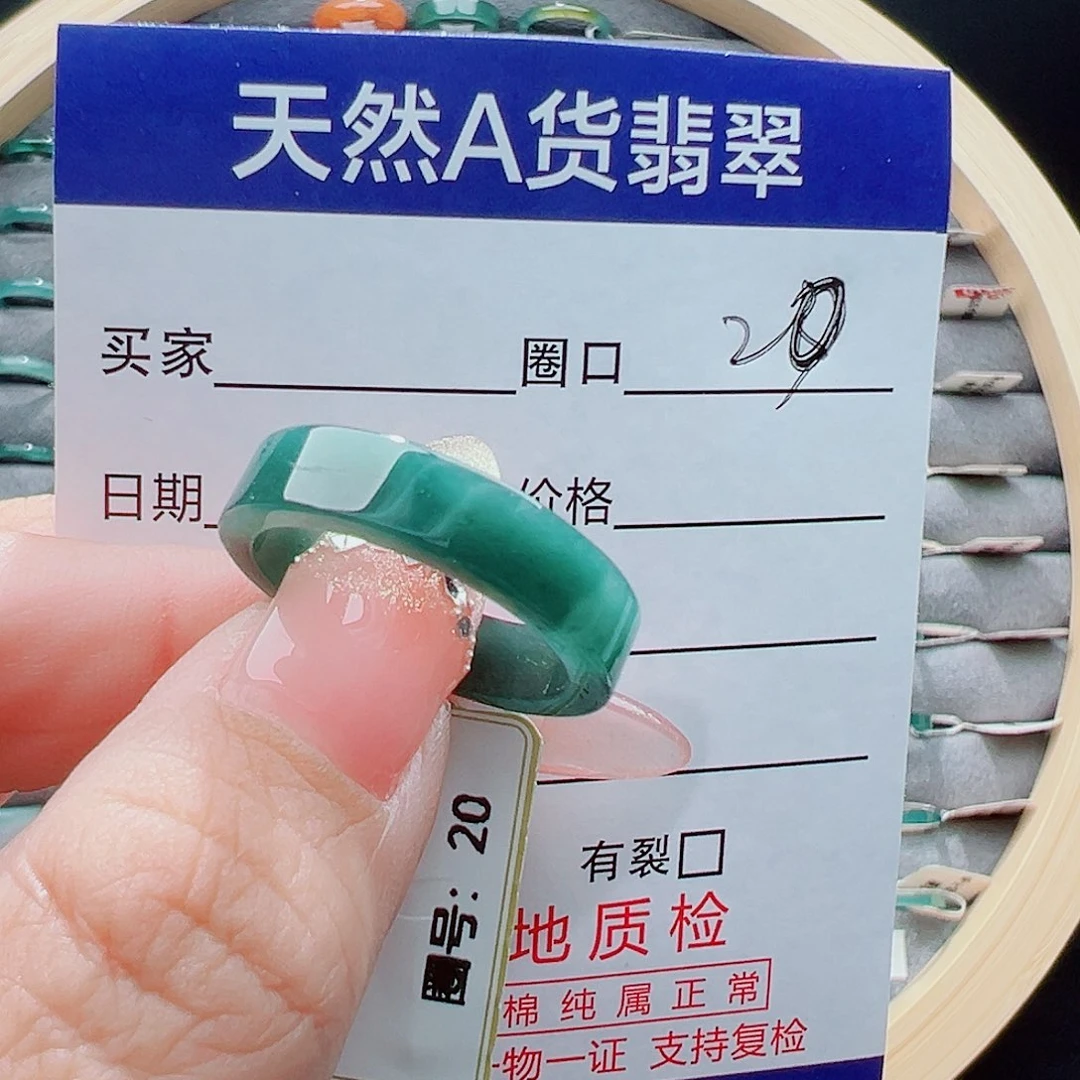 天然A货翡翠
买家 圈口 20
日期 价格
有裂
地质检
棉纯属正常
物一证 支持复检
圈号: 20